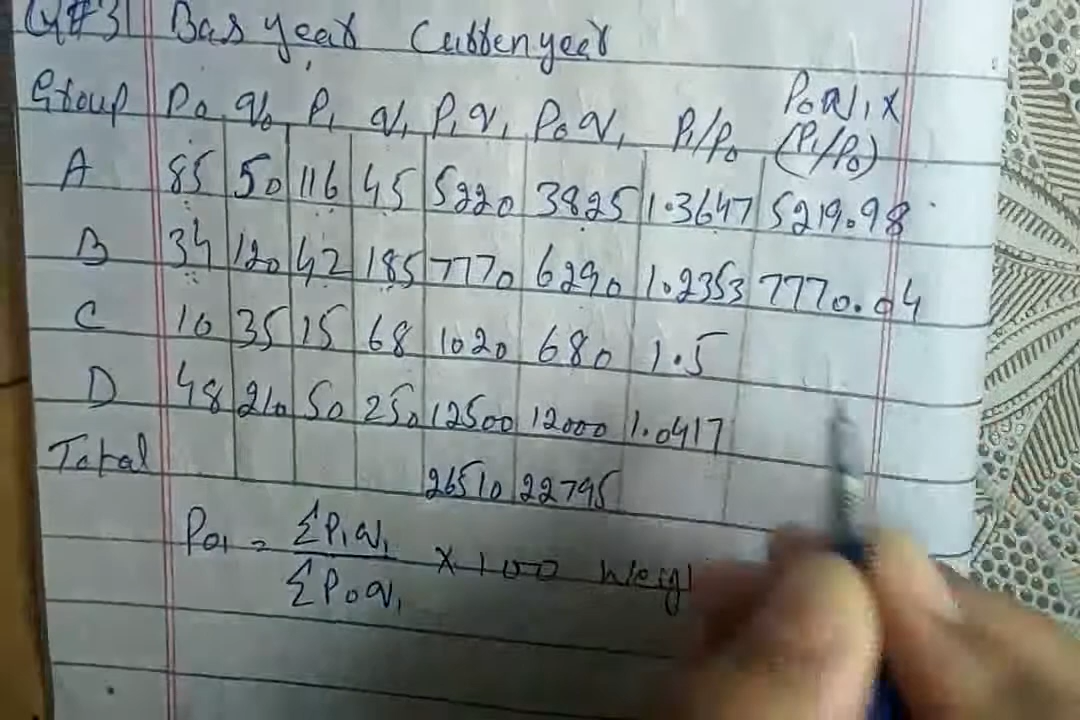 Q#3 Bas year Curren year
Group P₀ q₀ P₁ q₁ P₁q₁ P₀q₁ P₁/P₀ P₀q₁ x (P₁/P₀)
A 85 50 116 45 5220 3825 1.3647 5219.98
B 34 120 42 185 7770 6290 1.2353 7770.04
C 10 35 15 68 1020 680 1.5
D 48 210 50 250 12500 12000 1.0417
Total 26510 22795
P₀₁ = ΣP₁q₁ / ΣP₀q₁ x 100 Weig